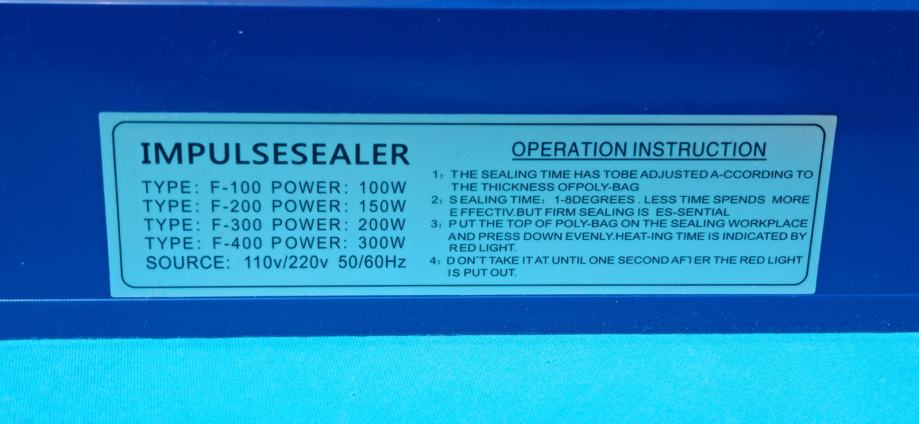 IMPULSESEALER
TYPE: F-100 POWER: 100W
TYPE: F-200 POWER: 150W
TYPE: F-300 POWER: 200W
TYPE: F-400 POWER: 300W
SOURCE: 110v/220v 50/60Hz
OPERATION INSTRUCTION
1: THE SEALING TIME HAS TOBE ADJUSTED A-CCORDING TO
THE THICKNESS OFPOLY-BAG
2: SEALING TIME: 1-8DEGREES . LESS TIME SPENDS MORE
EFFECTIV.BUT FIRM SEALING IS ES-SENTIAL
3: PUT THE TOP OF POLY-BAG ON THE SEALING WORKPLACE
AND PRESS DOWN EVENLY.HEAT-ING TIME IS INDICATED BY
RED LIGHT.
4: DON'T TAKE IT AT UNTIL ONE SECOND AFTER THE RED LIGHT
IS PUT OUT.